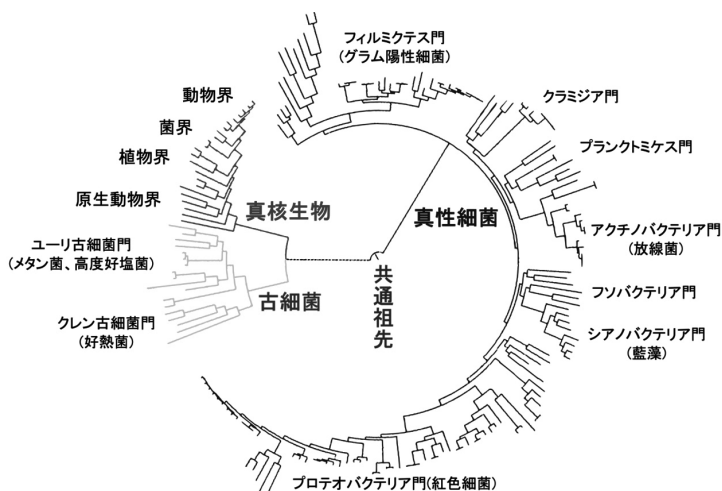 フィルミクテス門
(グラム陽性細菌)
動物界
菌界
植物界
原生動物界
真核生物
ユーリ古細菌門
(メタン菌、高度好塩菌)
古細菌
クレン古細菌門
(好熱菌)
共通祖先
真性細菌
クラミジア門
プランクトミケス門
アクチノバクテリア門
(放線菌)
フソバクテリア門
シアノバクテリア門
(藍藻)
プロテオバクテリア門(紅色細菌)